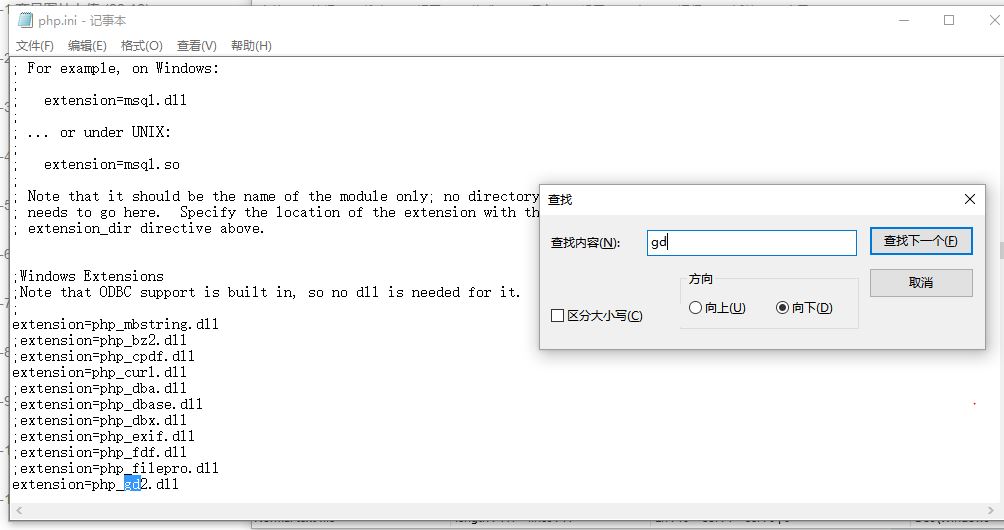 php.ini - 记事本
文件(F) 编辑(E) 格式(O) 查看(V) 帮助(H)
; For example, on Windows:
;
;   extension=msql.dll
;
; ... or under UNIX:
;
;   extension=msql.so
;
; Note that it should be the name of the module only; no directory
; needs to go here.  Specify the location of the extension with th
; extension_dir directive above.
;Windows Extensions
;Note that ODBC support is built in, so no dll is needed for it.
;
extension=php_mbstring.dll
;extension=php_bz2.dll
;extension=php_cpdf.dll
extension=php_curl.dll
;extension=php_dba.dll
;extension=php_dbase.dll
;extension=php_dbx.dll
;extension=php_exif.dll
;extension=php_fdf.dll
;extension=php_filepro.dll
extension=php_gd2.dll
查找
查找内容(N): gd
查找下一个(F)
方向
取消
区分大小写(C)
向上(U) 向下(D)